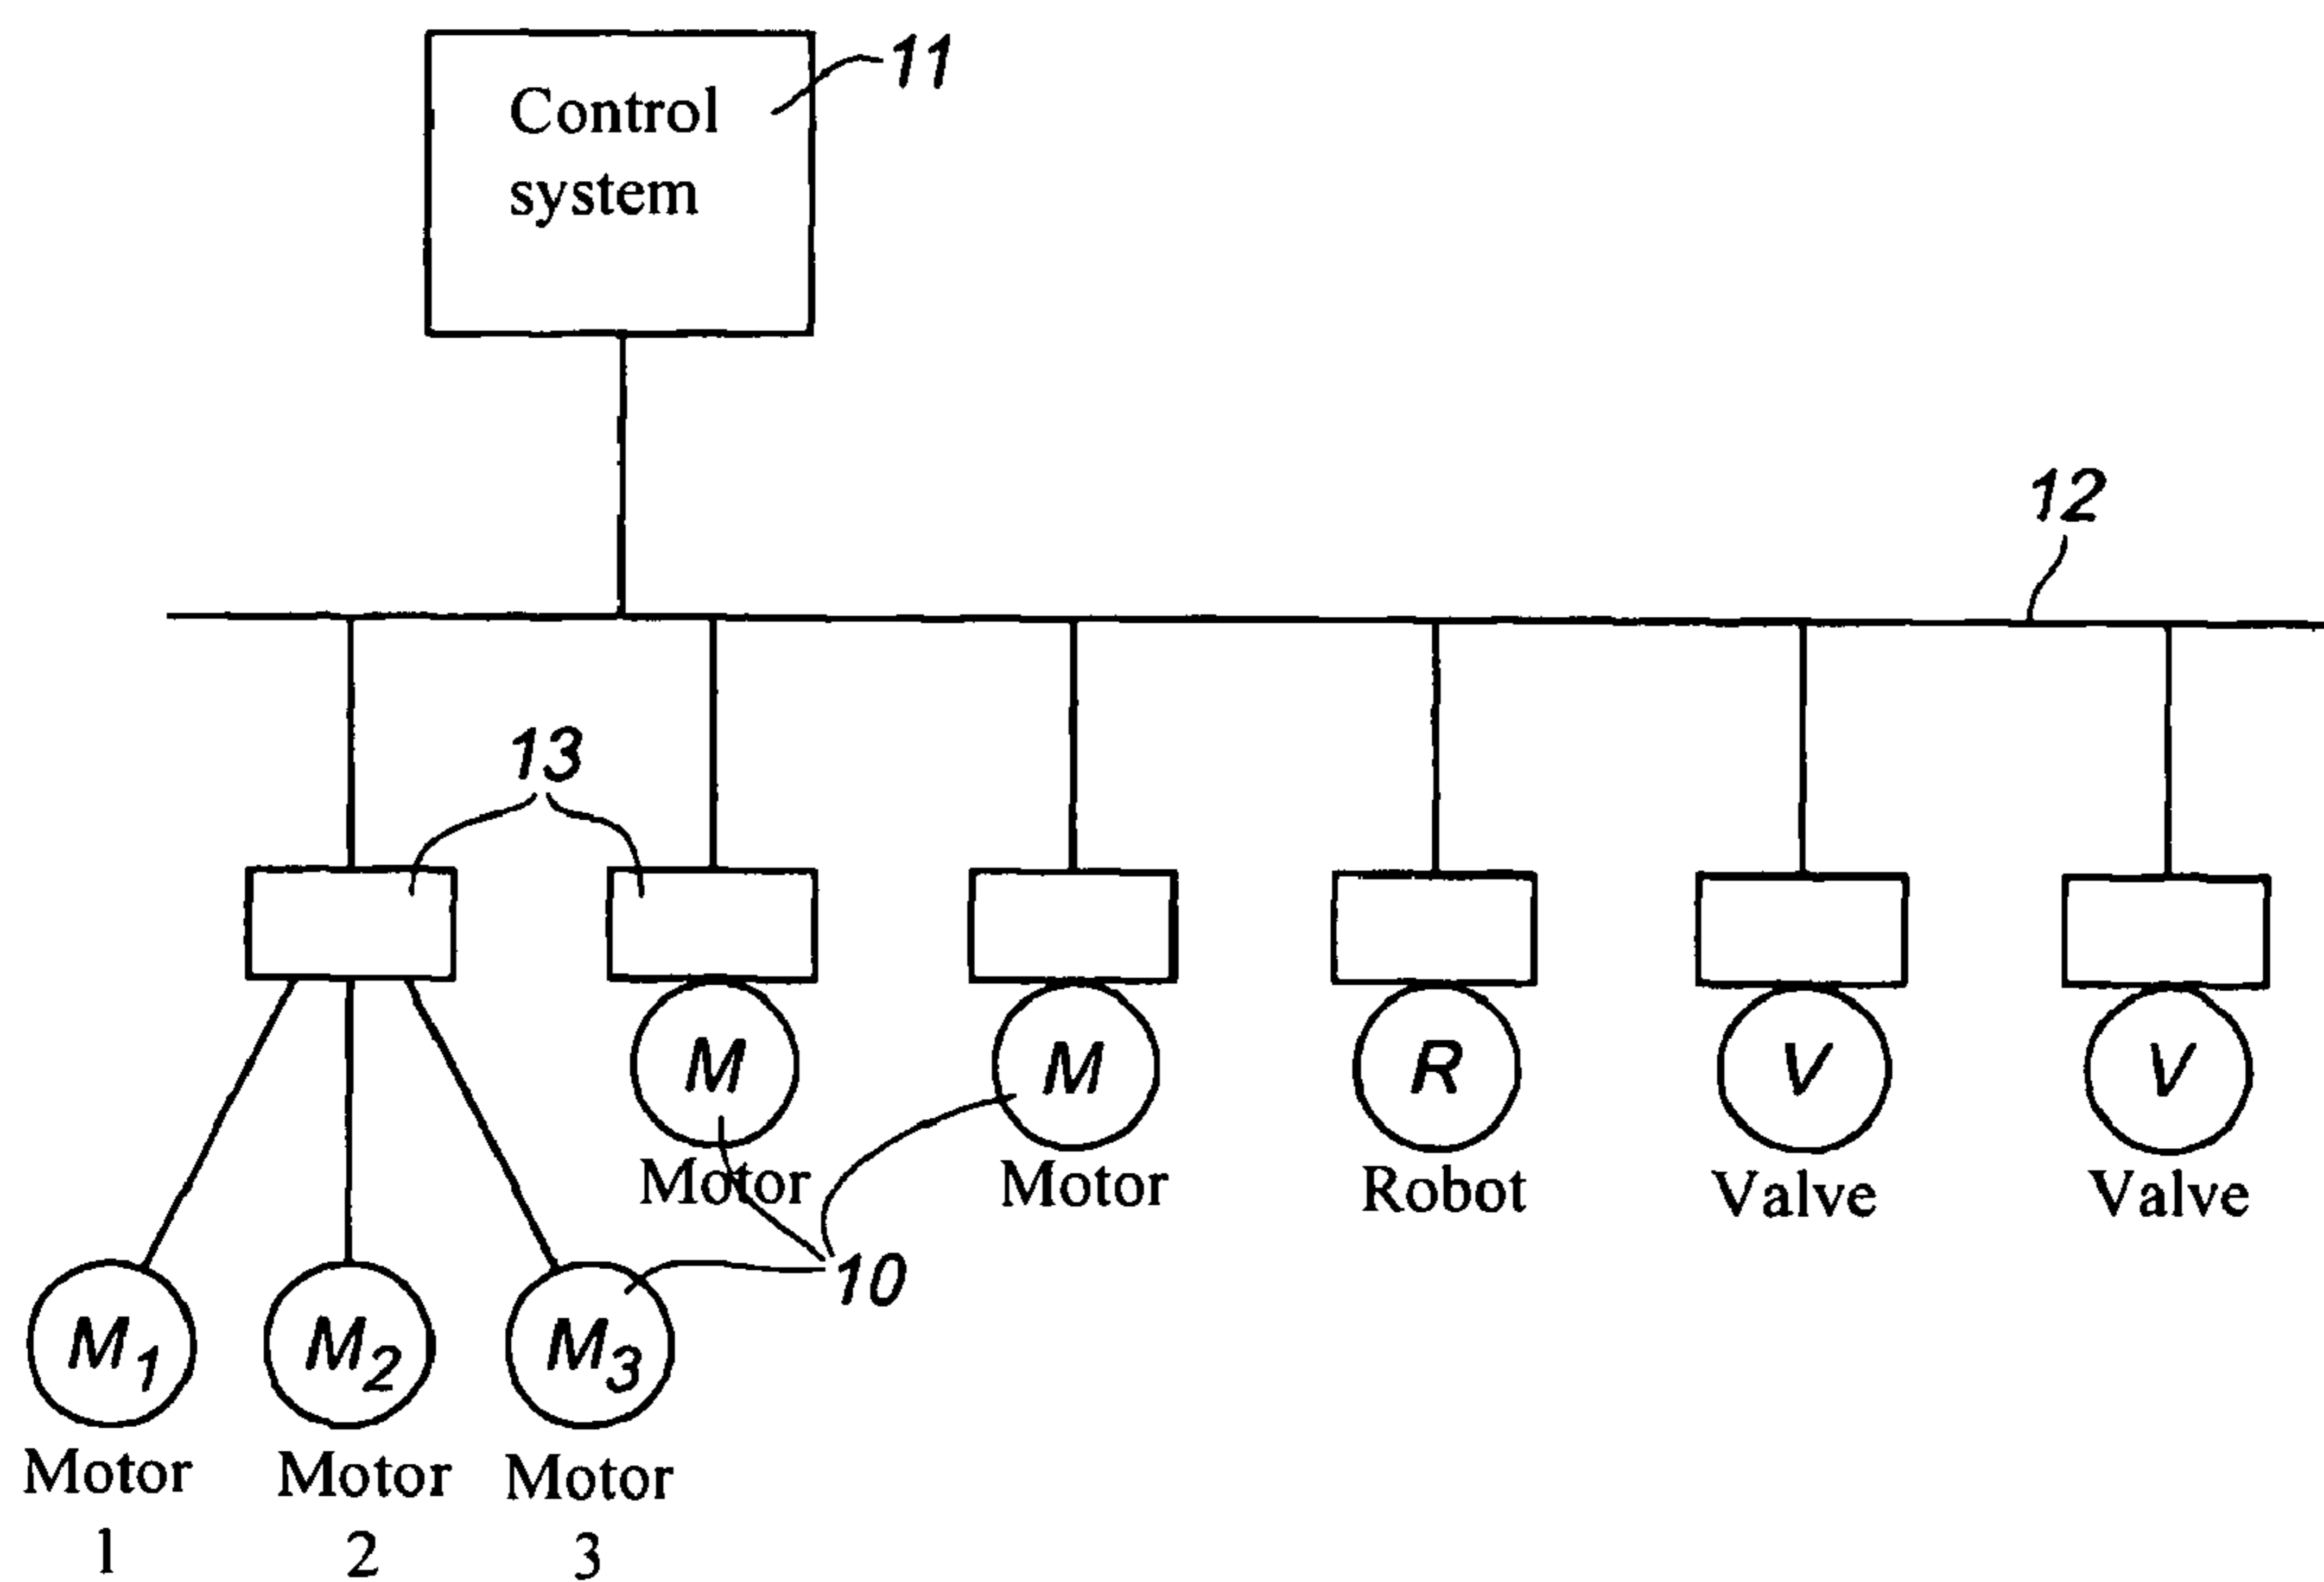 11
Control
system
12
13
M
M
R
V
V
Motor
Motor
Robot
Valve
Valve
10
M1
M2
M3
Motor
1
Motor
2
Motor
3